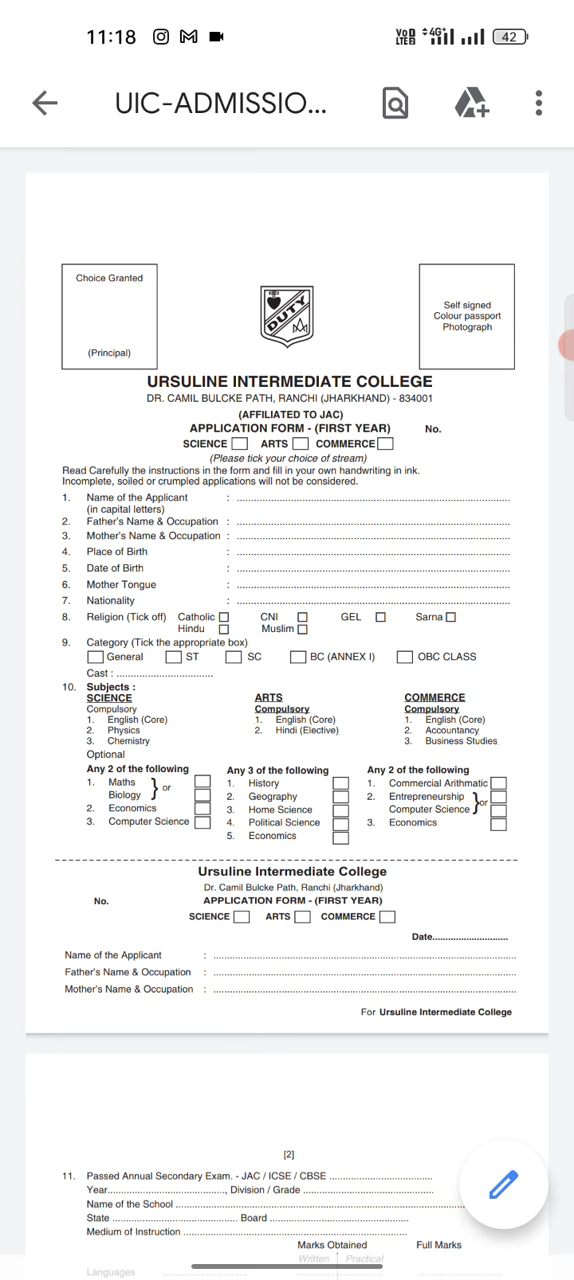 11:18 VoD LTE2 4G 42
UIC-ADMISSIO...
Choice Granted
(Principal)
DUTY
Self signed
Colour passport
Photograph
URSULINE INTERMEDIATE COLLEGE
DR. CAMIL BULCKE PATH, RANCHI (JHARKHAND) - 834001
(AFFILIATED TO JAC)
APPLICATION FORM - (FIRST YEAR) No.
SCIENCE ARTS COMMERCE
(Please tick your choice of stream)
Read Carefully the instructions in the form and fill in your own handwriting in ink.
Incomplete, soiled or crumpled applications will not be considered.
1. Name of the Applicant : ....................
(in capital letters)
2. Father's Name & Occupation : ....................
3. Mother's Name & Occupation : ....................
4. Place of Birth : ....................
5. Date of Birth : ....................
6. Mother Tongue : ....................
7. Nationality : ....................
8. Religion (Tick off) Catholic CNI GEL Sarna
Hindu Muslim
9. Category (Tick the appropriate box)
General ST SC BC (ANNEX I) OBC CLASS
Cast : ....................
10. Subjects :
SCIENCE ARTS COMMERCE
Compulsory Compulsory Compulsory
1. English (Core) 1. English (Core) 1. English (Core)
2. Physics 2. Hindi (Elective) 2. Accountancy
3. Chemistry 3. Business Studies
Optional
Any 2 of the following Any 3 of the following Any 2 of the following
1. Maths 1. History 1. Commercial Arithmatic
Biology } or 2. Geography 2. Entrepreneurship
2. Economics 3. Home Science Computer Science } or
3. Computer Science 4. Political Science 3. Economics
5. Economics
Ursuline Intermediate College
Dr. Camil Bulcke Path, Ranchi (Jharkhand)
No. APPLICATION FORM - (FIRST YEAR)
SCIENCE ARTS COMMERCE
Date....................
Name of the Applicant : ....................
Father's Name & Occupation : ....................
Mother's Name & Occupation : ....................
For Ursuline Intermediate College
[2]
11. Passed Annual Secondary Exam. - JAC / ICSE / CBSE ....................
Year...................., Division / Grade ....................
Name of the School ....................
State .................... Board ....................
Medium of Instruction ....................
Marks Obtained Full Marks
Written Practical
Languages .................... ....................